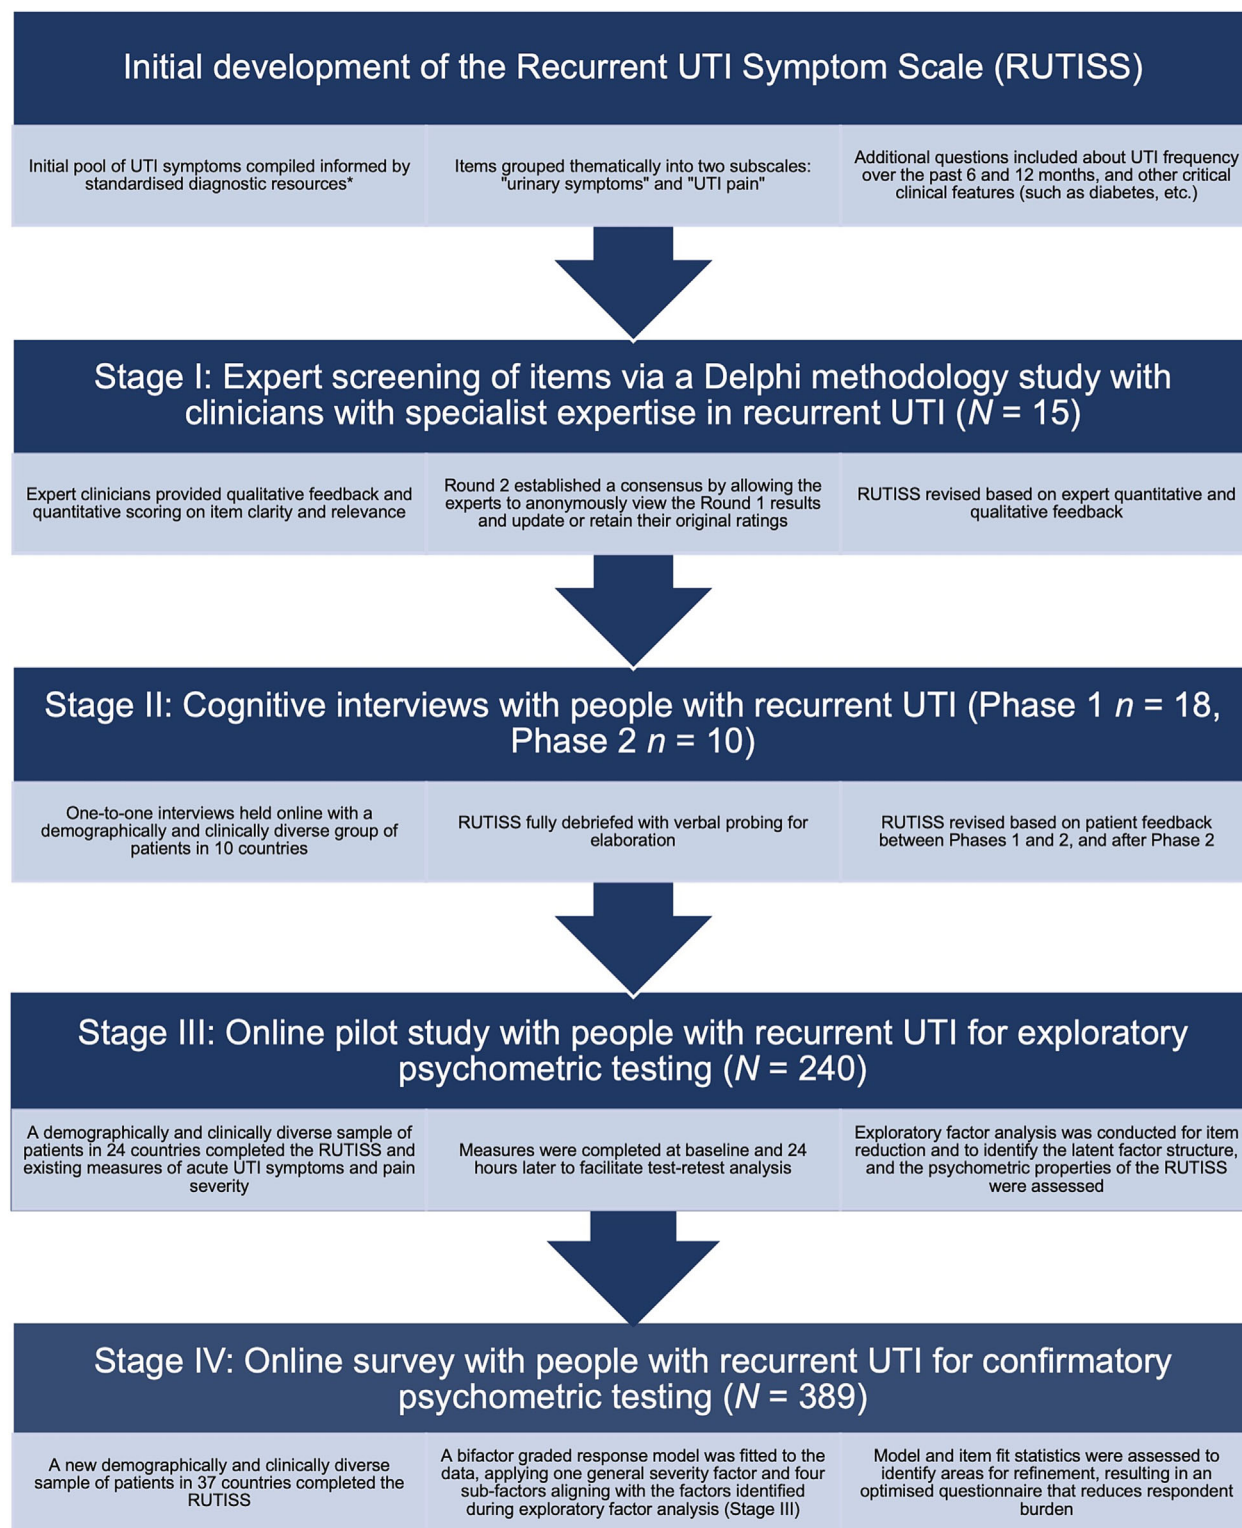 Initial development of the Recurrent UTI Symptom Scale (RUTISS)
Initial pool of UTI symptoms compiled informed by
standardised diagnostic resources*
Items grouped thematically into two subscales:
"urinary symptoms" and "UTI pain"
Additional questions included about UTI frequency
over the past 6 and 12 months, and other critical
clinical features (such as diabetes, etc.)
Stage I: Expert screening of items via a Delphi methodology study with
clinicians with specialist expertise in recurrent UTI (N = 15)
Expert clinicians provided qualitative feedback and
quantitative scoring on item clarity and relevance
Round 2 established a consensus by allowing the
experts to anonymously view the Round 1 results
and update or retain their original ratings
RUTISS revised based on expert quantitative and
qualitative feedback
Stage II: Cognitive interviews with people with recurrent UTI (Phase 1 n = 18,
Phase 2 n = 10)
One-to-one interviews held online with a
demographically and clinically diverse group of
patients in 10 countries
RUTISS fully debriefed with verbal probing for
elaboration
RUTISS revised based on patient feedback
between Phases 1 and 2, and after Phase 2
Stage III: Online pilot study with people with recurrent UTI for exploratory
psychometric testing (N = 240)
A demographically and clinically diverse sample of
patients in 24 countries completed the RUTISS and
existing measures of acute UTI symptoms and pain
severity
Measures were completed at baseline and 24
hours later to facilitate test-retest analysis
Exploratory factor analysis was conducted for item
reduction and to identify the latent factor structure,
and the psychometric properties of the RUTISS
were assessed
Stage IV: Online survey with people with recurrent UTI for confirmatory
psychometric testing (N = 389)
A new demographically and clinically diverse
sample of patients in 37 countries completed the
RUTISS
A bifactor graded response model was fitted to the
data, applying one general severity factor and four
sub-factors aligning with the factors identified
during exploratory factor analysis (Stage III)
Model and item fit statistics were assessed to
identify areas for refinement, resulting in an
optimised questionnaire that reduces respondent
burden